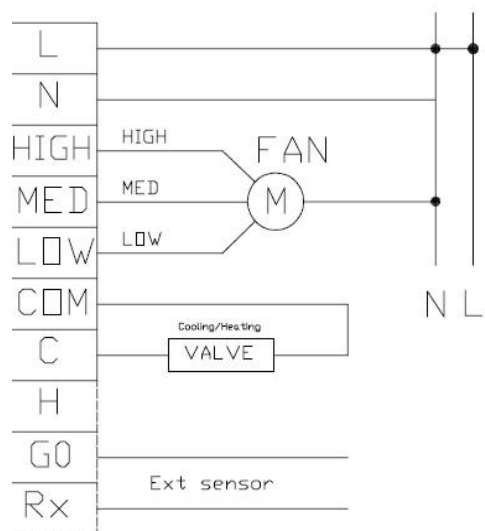 L
N
HIGH HIGH FAN
MED MED M
LOW LOW
COM N L
Cooling/Heating
C VALVE
H
G0
Ext sensor
Rx